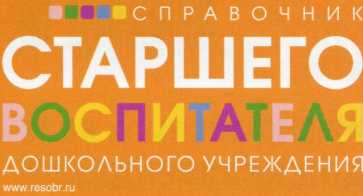 СПРАВОЧНИК
СТАРШЕГО
ВОСПИТАТЕЛЯ
ДОШКОЛЬНОГО УЧРЕЖДЕНИЯ
www.resobr.ru